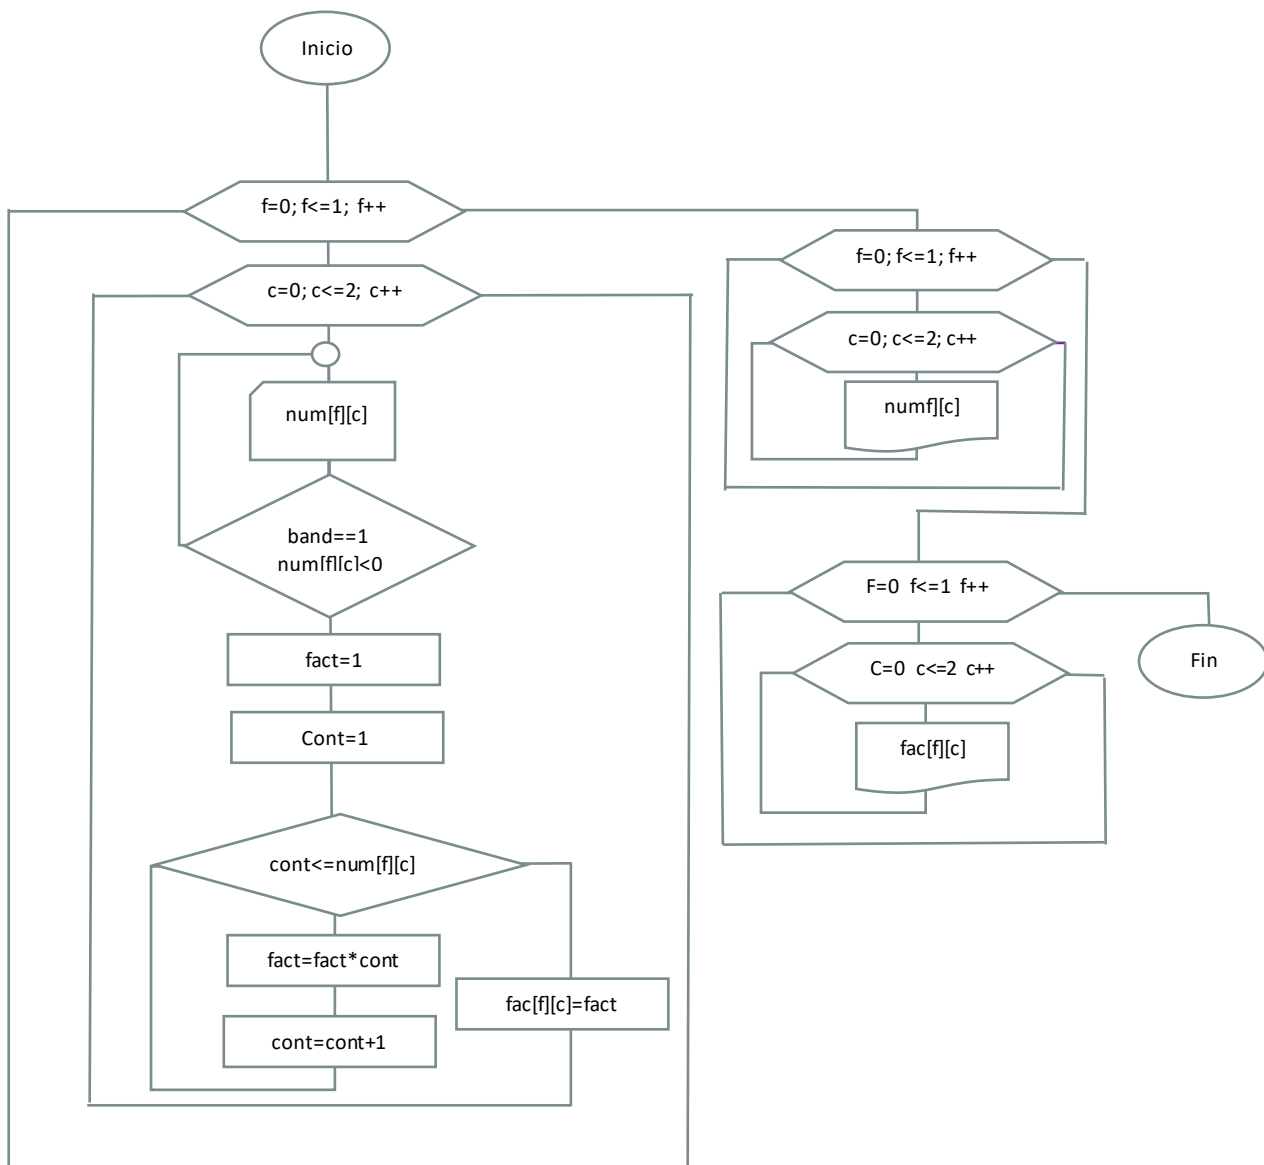 Inicio
f=0; f<=1; f++
c=0; c<=2; c++
num[f][c]
band==1
num[f][c]<0
fact=1
Cont=1
cont<=num[f][c]
fact=fact*cont
cont=cont+1
fac[f][c]=fact
f=0; f<=1; f++
c=0; c<=2; c++
numf][c]
F=0 f<=1 f++
C=0 c<=2 c++
fac[f][c]
Fin